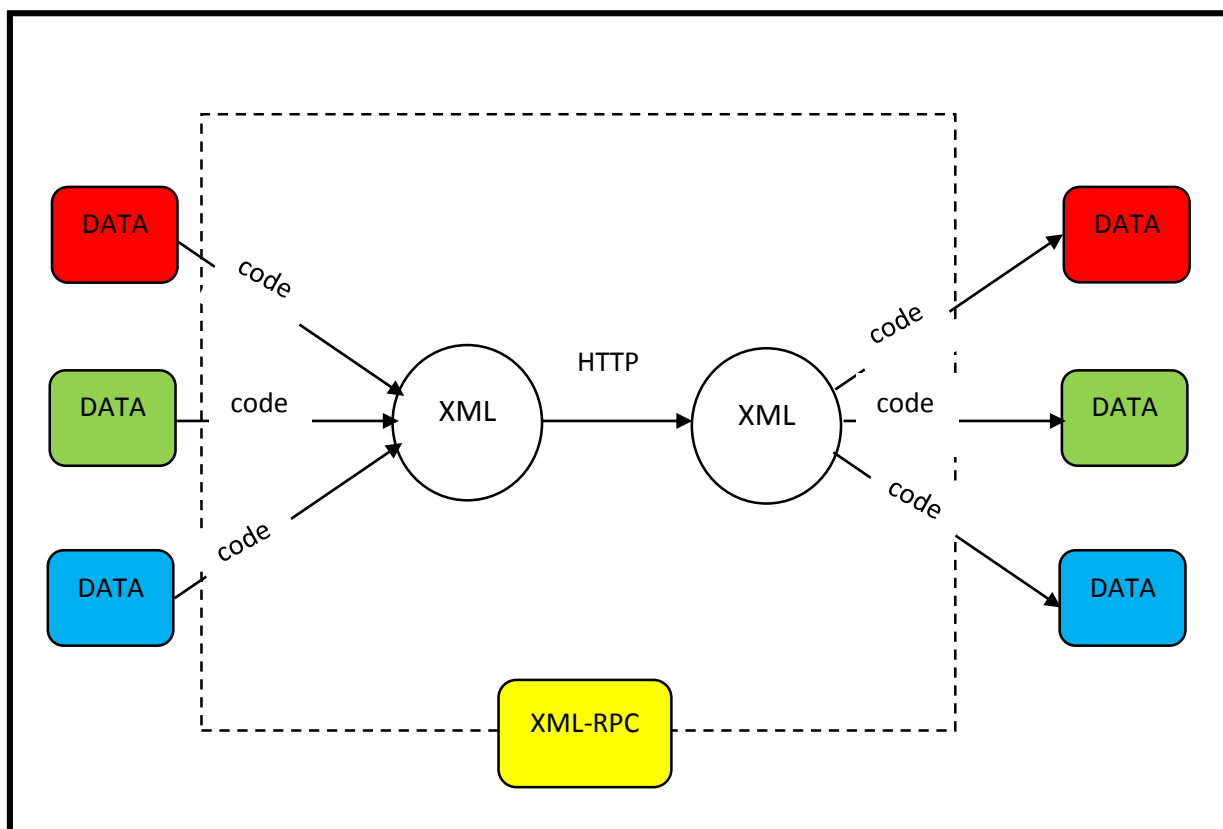 DATA
DATA
code
code
HTTP
DATA
code
XML
XML
code
DATA
code
code
DATA
DATA
XML-RPC